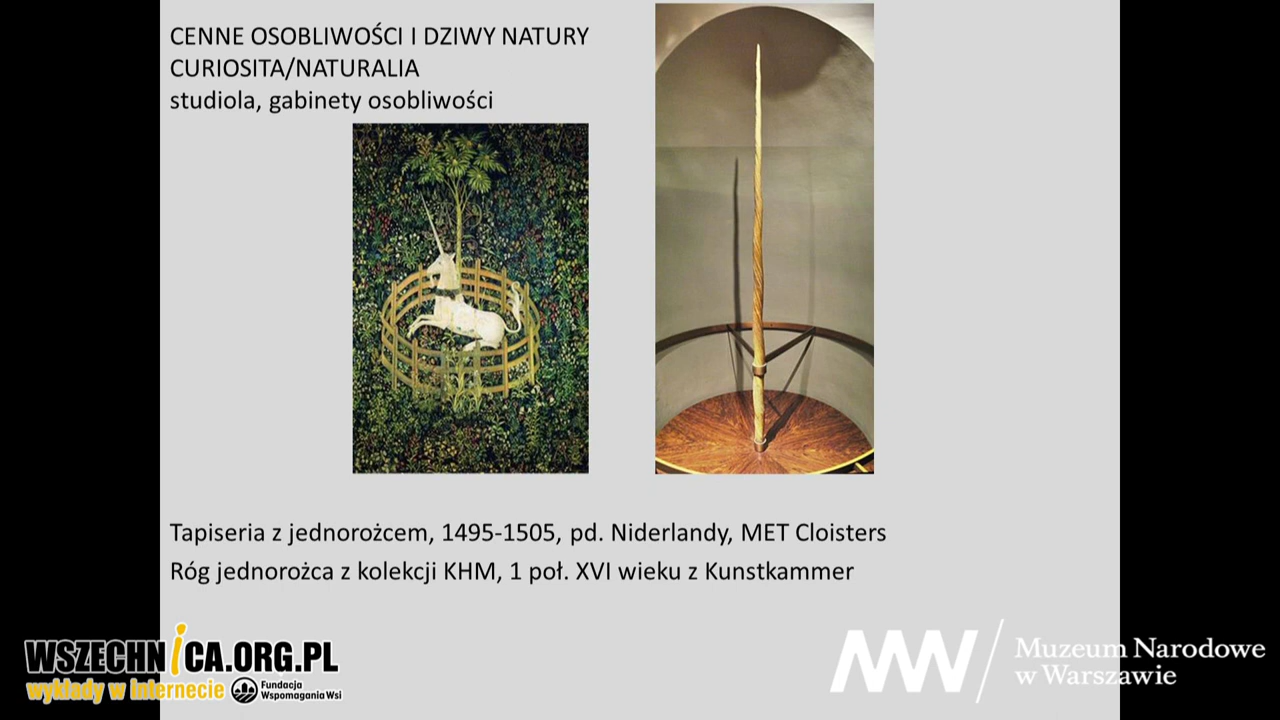 CENNE OSOBLIWOŚCI I DZIWY NATURY
CURIOSITA/NATURALIA
studiola, gabinety osobliwości
Tapiseria z jednorożcem, 1495-1505, pd. Niderlandy, MET Cloisters
Róg jednorożca z kolekcji KHM, 1 poł. XVI wieku z Kunstkammer
WSZECHNiCA.ORG.PL
wykłady w Internecie
Fundacja
Wspomagania Wsi
MNW
Muzeum Narodowe
w Warszawie